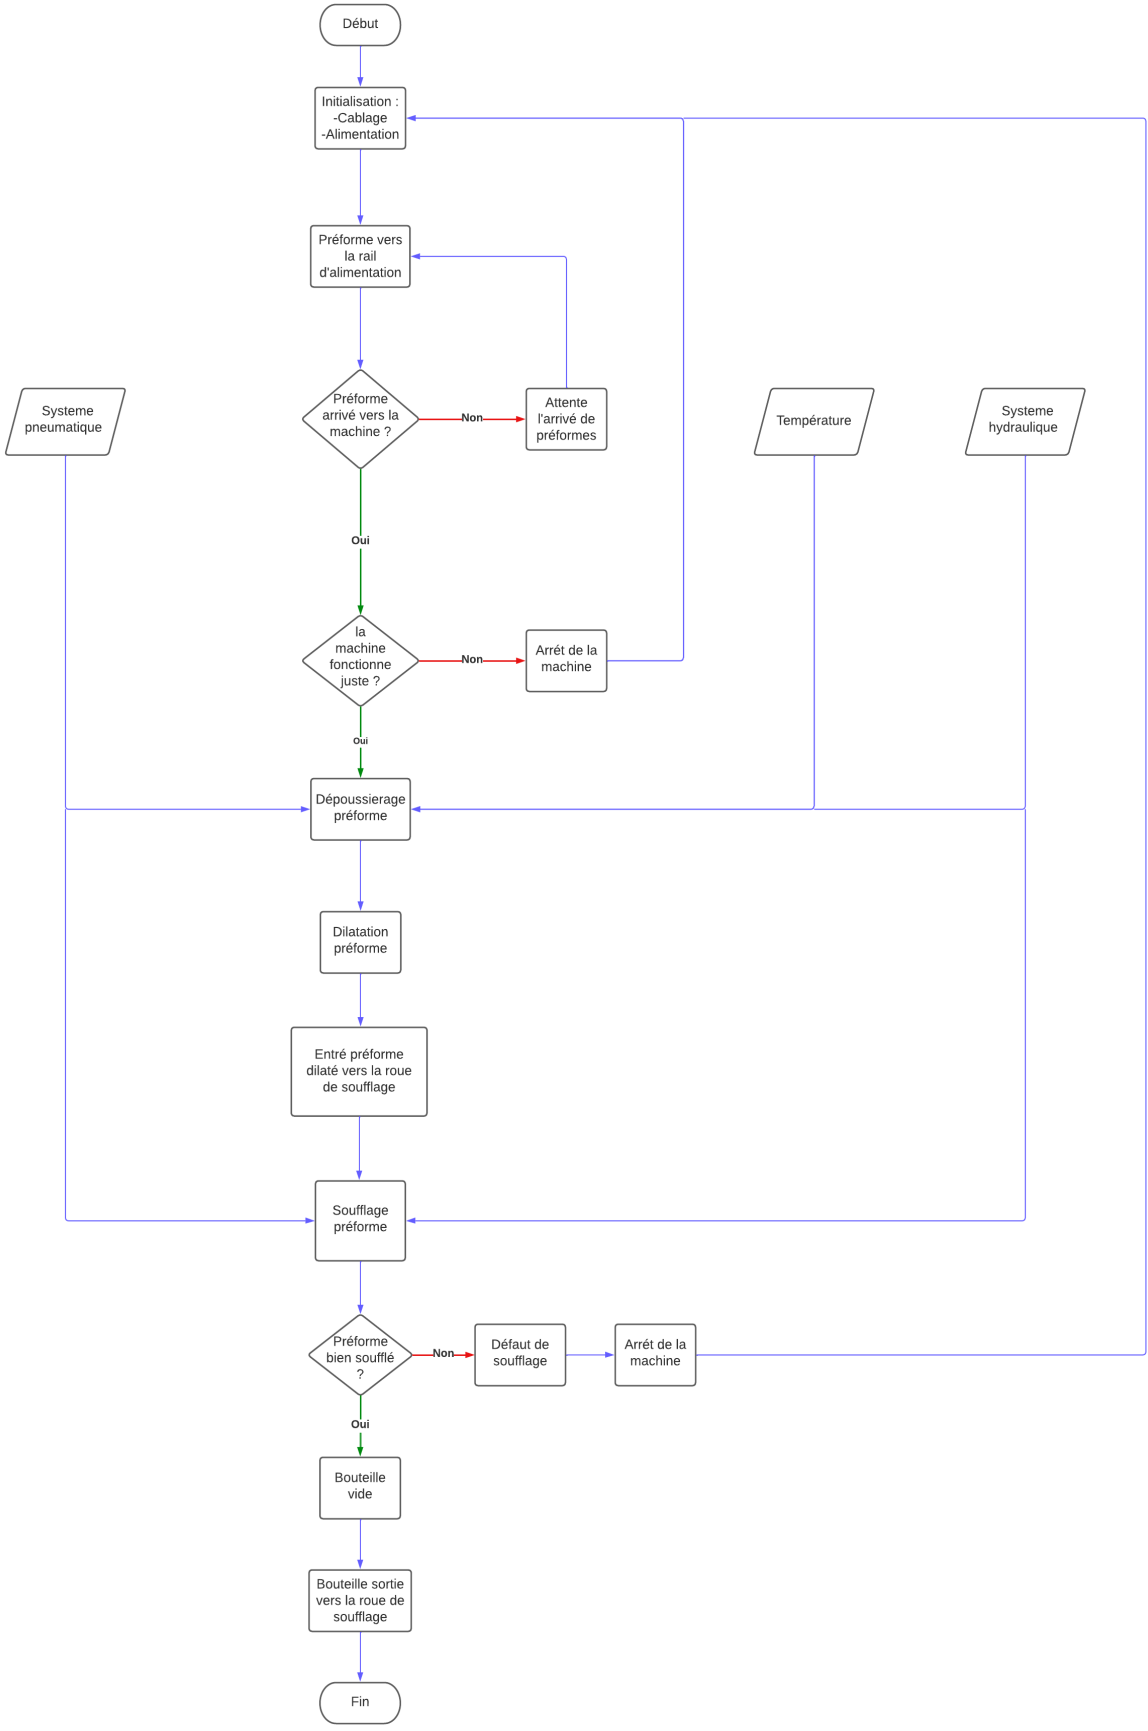 Début
Initialisation :
-Cablage
-Alimentation
Préforme vers
la rail
d'alimentation
Systeme
pneumatique
Préforme
arrivé vers la
machine ?
Non
Attente
l'arrivé de
préformes
Température
Systeme
hydraulique
Oui
la
machine
fonctionne
juste ?
Non
Arrét de la
machine
Oui
Dépoussierage
préforme
Dilatation
préforme
Entré préforme
dilaté vers la roue
de soufflage
Soufflage
préforme
Préforme
bien soufflé
?
Non
Défaut de
soufflage
Arrét de la
machine
Oui
Bouteille
vide
Bouteille sortie
vers la roue de
soufflage
Fin